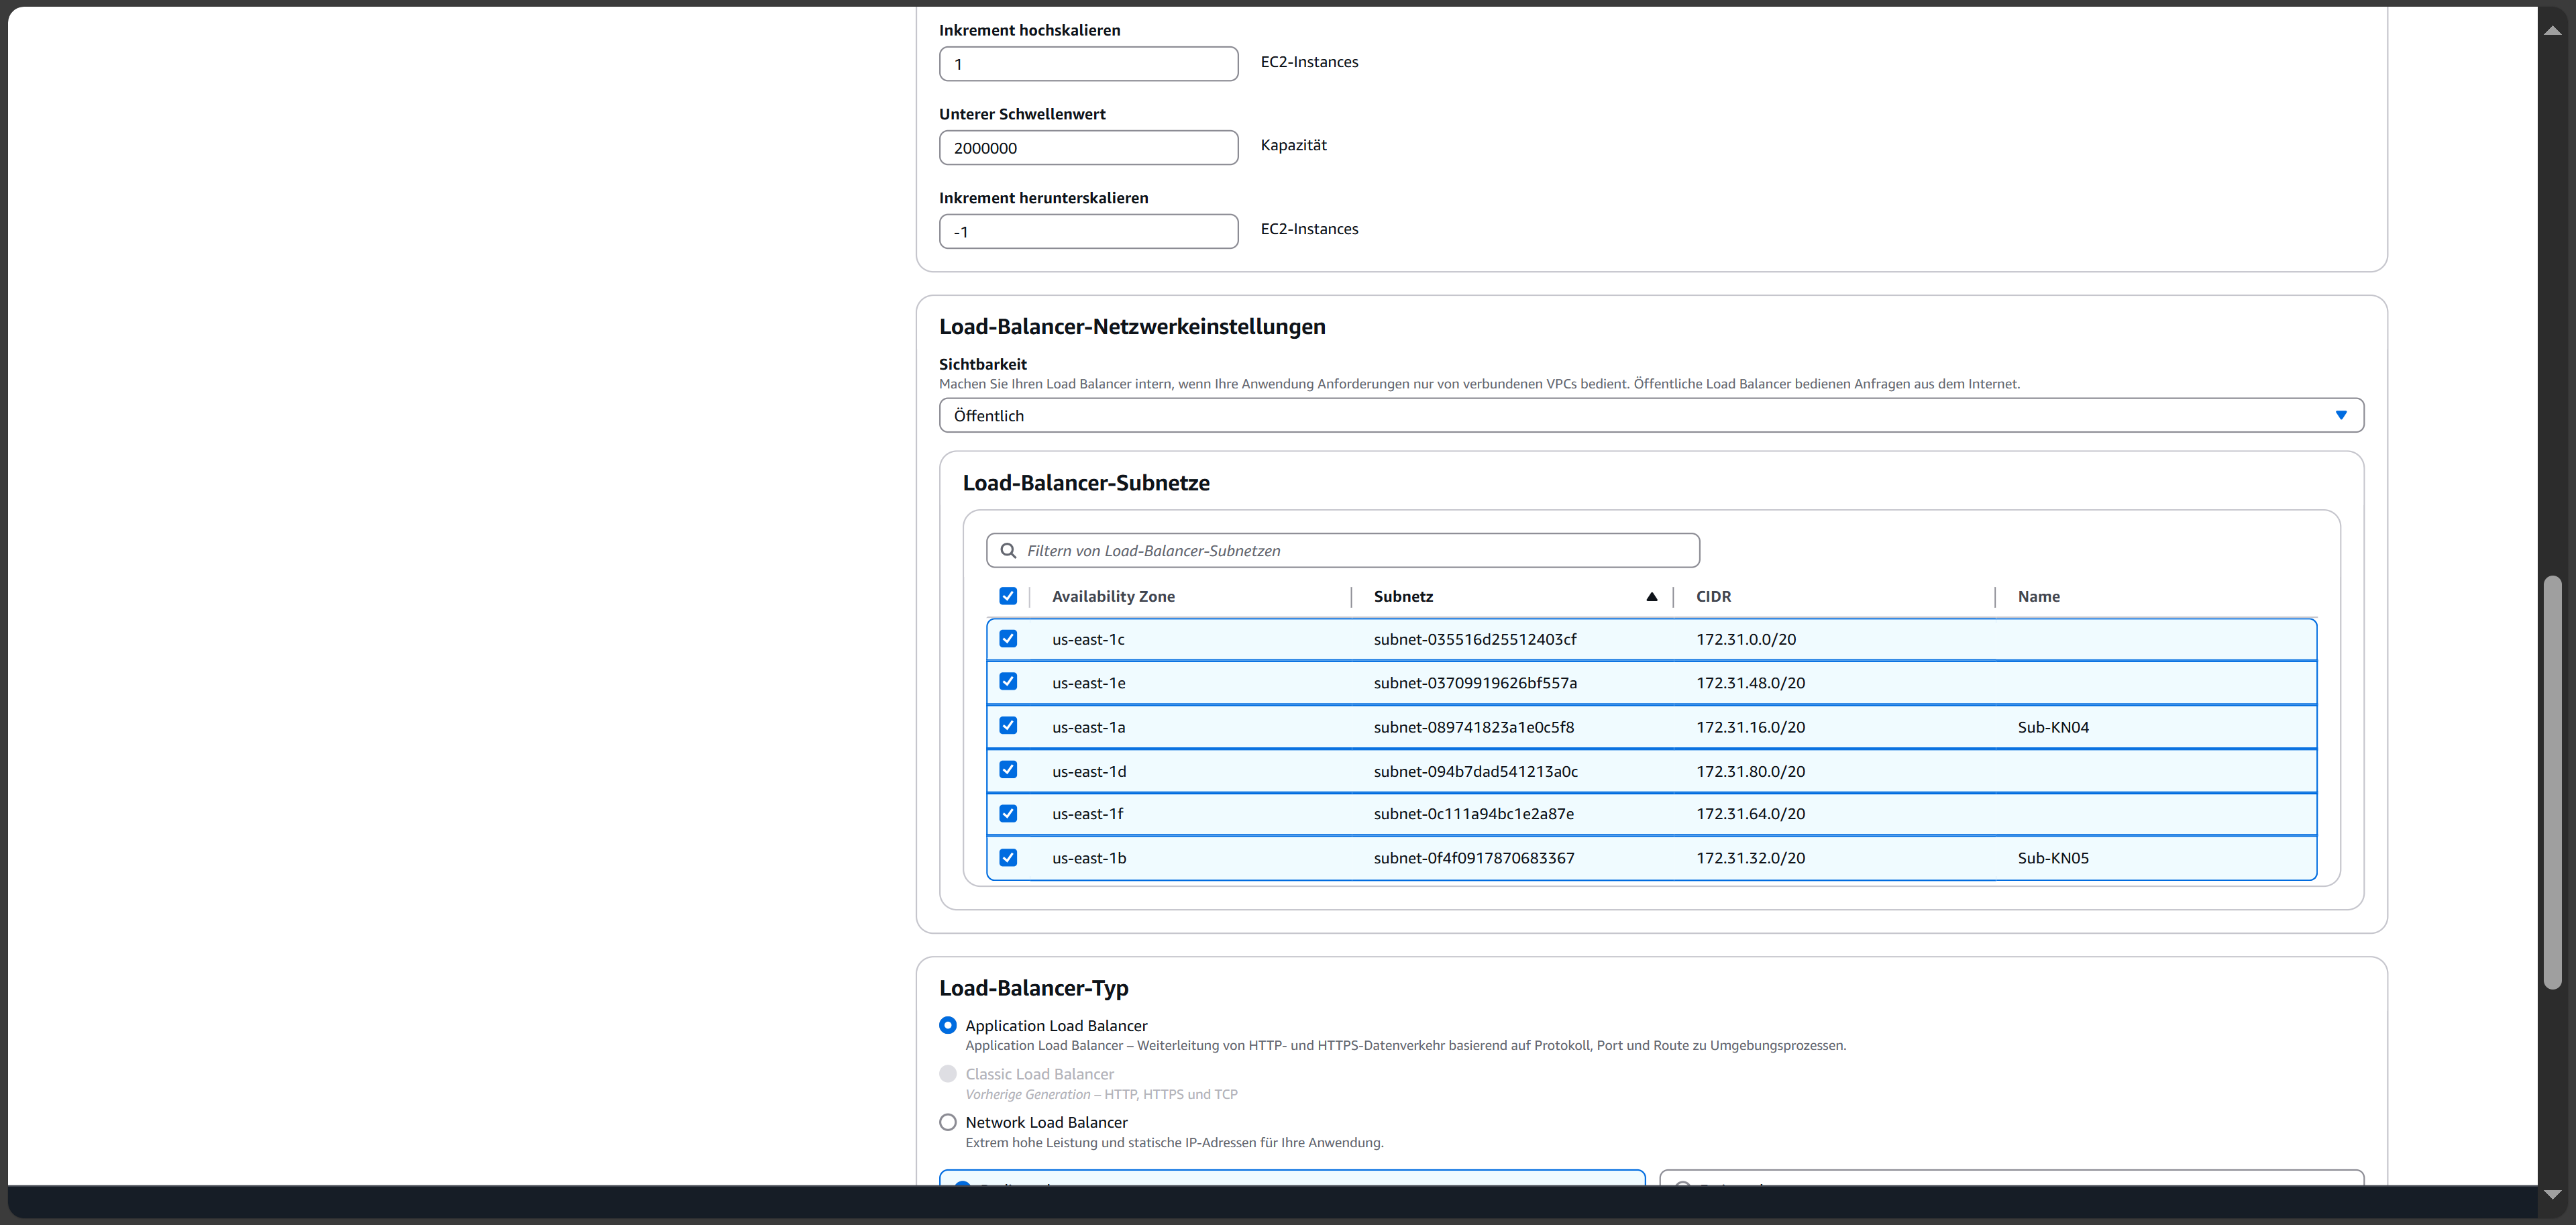 Inkrement hochskalieren
1 EC2-Instances
Unterer Schwellenwert
2000000 Kapazität
Inkrement herunterskalieren
-1 EC2-Instances
Load-Balancer-Netzwerkeinstellungen
Sichtbarkeit
Machen Sie Ihren Load Balancer intern, wenn Ihre Anwendung Anforderungen nur von verbundenen VPCs bedient. Öffentliche Load Balancer bedienen Anfragen aus dem Internet.
Öffentlich
Load-Balancer-Subnetze
Filtern von Load-Balancer-Subnetzen
Availability Zone Subnetz CIDR Name
us-east-1c subnet-035516d25512403cf 172.31.0.0/20
us-east-1e subnet-03709919626bf557a 172.31.48.0/20
us-east-1a subnet-089741823a1e0c5f8 172.31.16.0/20 Sub-KN04
us-east-1d subnet-094b7dad541213a0c 172.31.80.0/20
us-east-1f subnet-0c111a94bc1e2a87e 172.31.64.0/20
us-east-1b subnet-0f4f0917870683367 172.31.32.0/20 Sub-KN05
Load-Balancer-Typ
Application Load Balancer
Application Load Balancer – Weiterleitung von HTTP- und HTTPS-Datenverkehr basierend auf Protokoll, Port und Route zu Umgebungsprozessen.
Classic Load Balancer
Vorherige Generation – HTTP, HTTPS und TCP
Network Load Balancer
Extrem hohe Leistung und statische IP-Adressen für Ihre Anwendung.